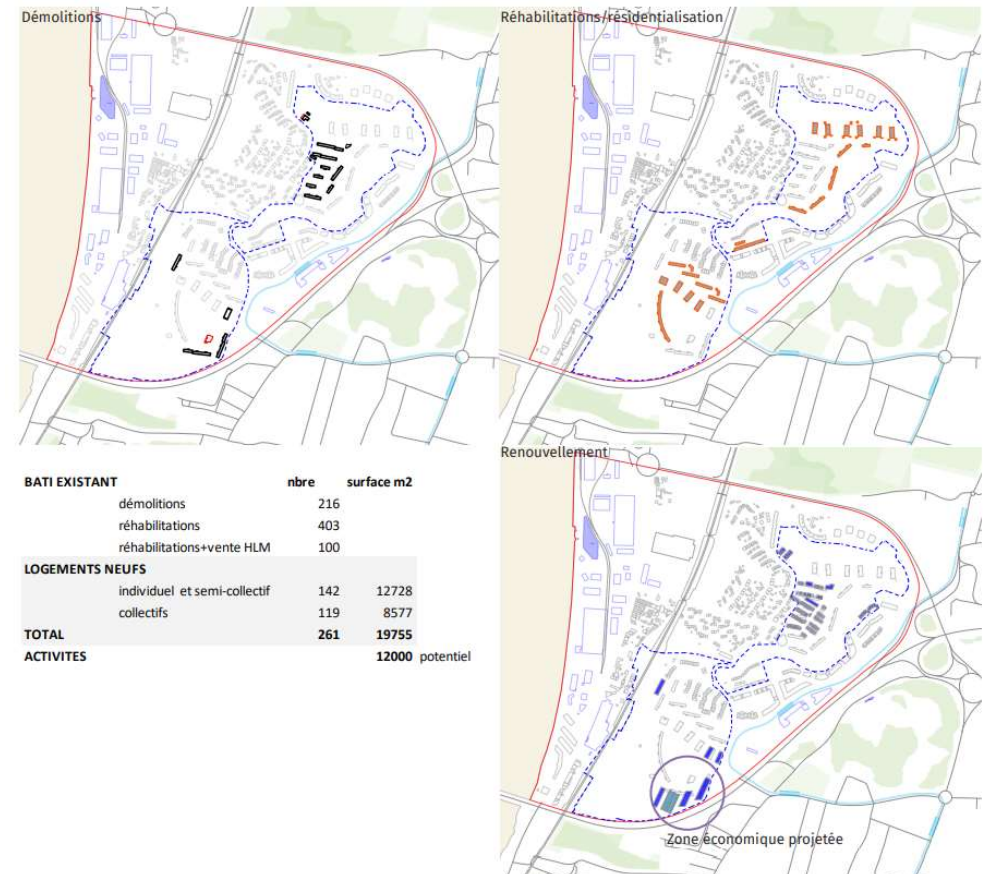 Démolitions
Réhabilitations/résidentialisation
BATI EXISTANT nbre surface m2
démolitions 216
réhabilitations 403
réhabilitations+vente HLM 100
LOGEMENTS NEUFS
individuel et semi-collectif 142 12728
collectifs 119 8577
TOTAL 261 19755
ACTIVITES 12000 potentiel
Renouvellement
Zone économique projetée